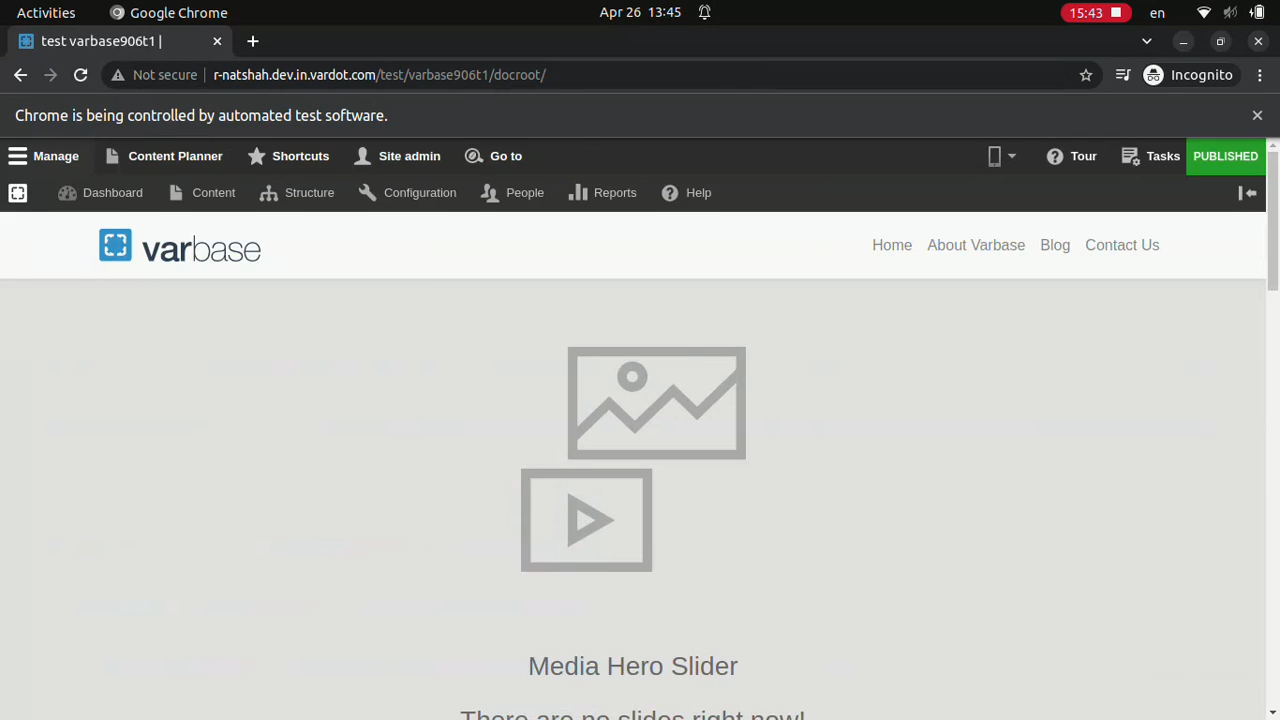 Activities Google Chrome Apr 26 13:45 15:43 en
test varbase906t1 |
Not secure r-natshah.dev.in.vardot.com/test/varbase906t1/docroot/ Incognito
Chrome is being controlled by automated test software.
Manage Content Planner Shortcuts Site admin Go to Tour Tasks PUBLISHED
Dashboard Content Structure Configuration People Reports Help
varbase Home About Varbase Blog Contact Us
Media Hero Slider
There are no slides right now!